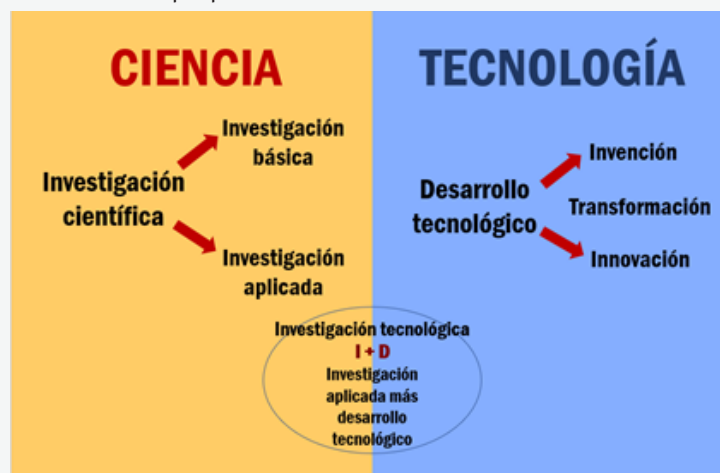 CIENCIA
Investigación
básica
Investigación
científica
Investigación
aplicada
TECNOLOGÍA
Invención
Desarrollo
tecnológico
Transformación
Innovación
Investigación tecnológica
I + D
Investigación
aplicada más
desarrollo
tecnológico